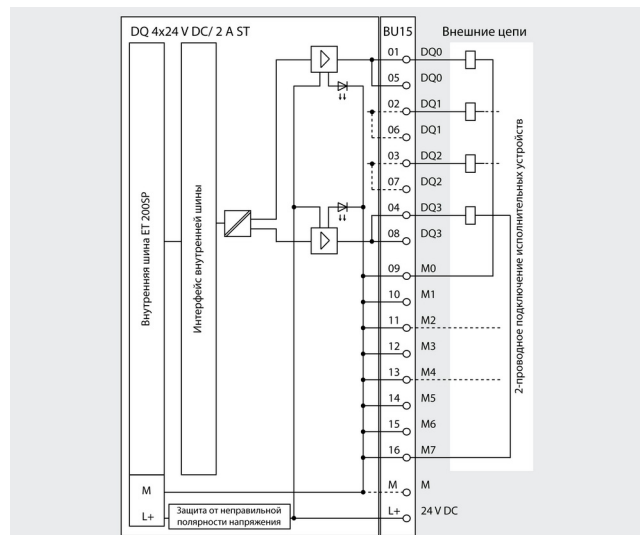 DQ 4x24 V DC/ 2 A ST
BU15
Внешние цепи
01 DQ0
05 DQ0
02 DQ1
06 DQ1
03 DQ2
07 DQ2
04 DQ3
08 DQ3
09 M0
10 M1
11 M2
12 M3
13 M4
14 M5
15 M6
16 M7
M M
L+ 24 V DC
Внутренняя шина ET 200SP
Интерфейс внутренней шины
2-проводное подключение исполнительных устройств
M
L+
Защита от неправильной
полярности напряжения